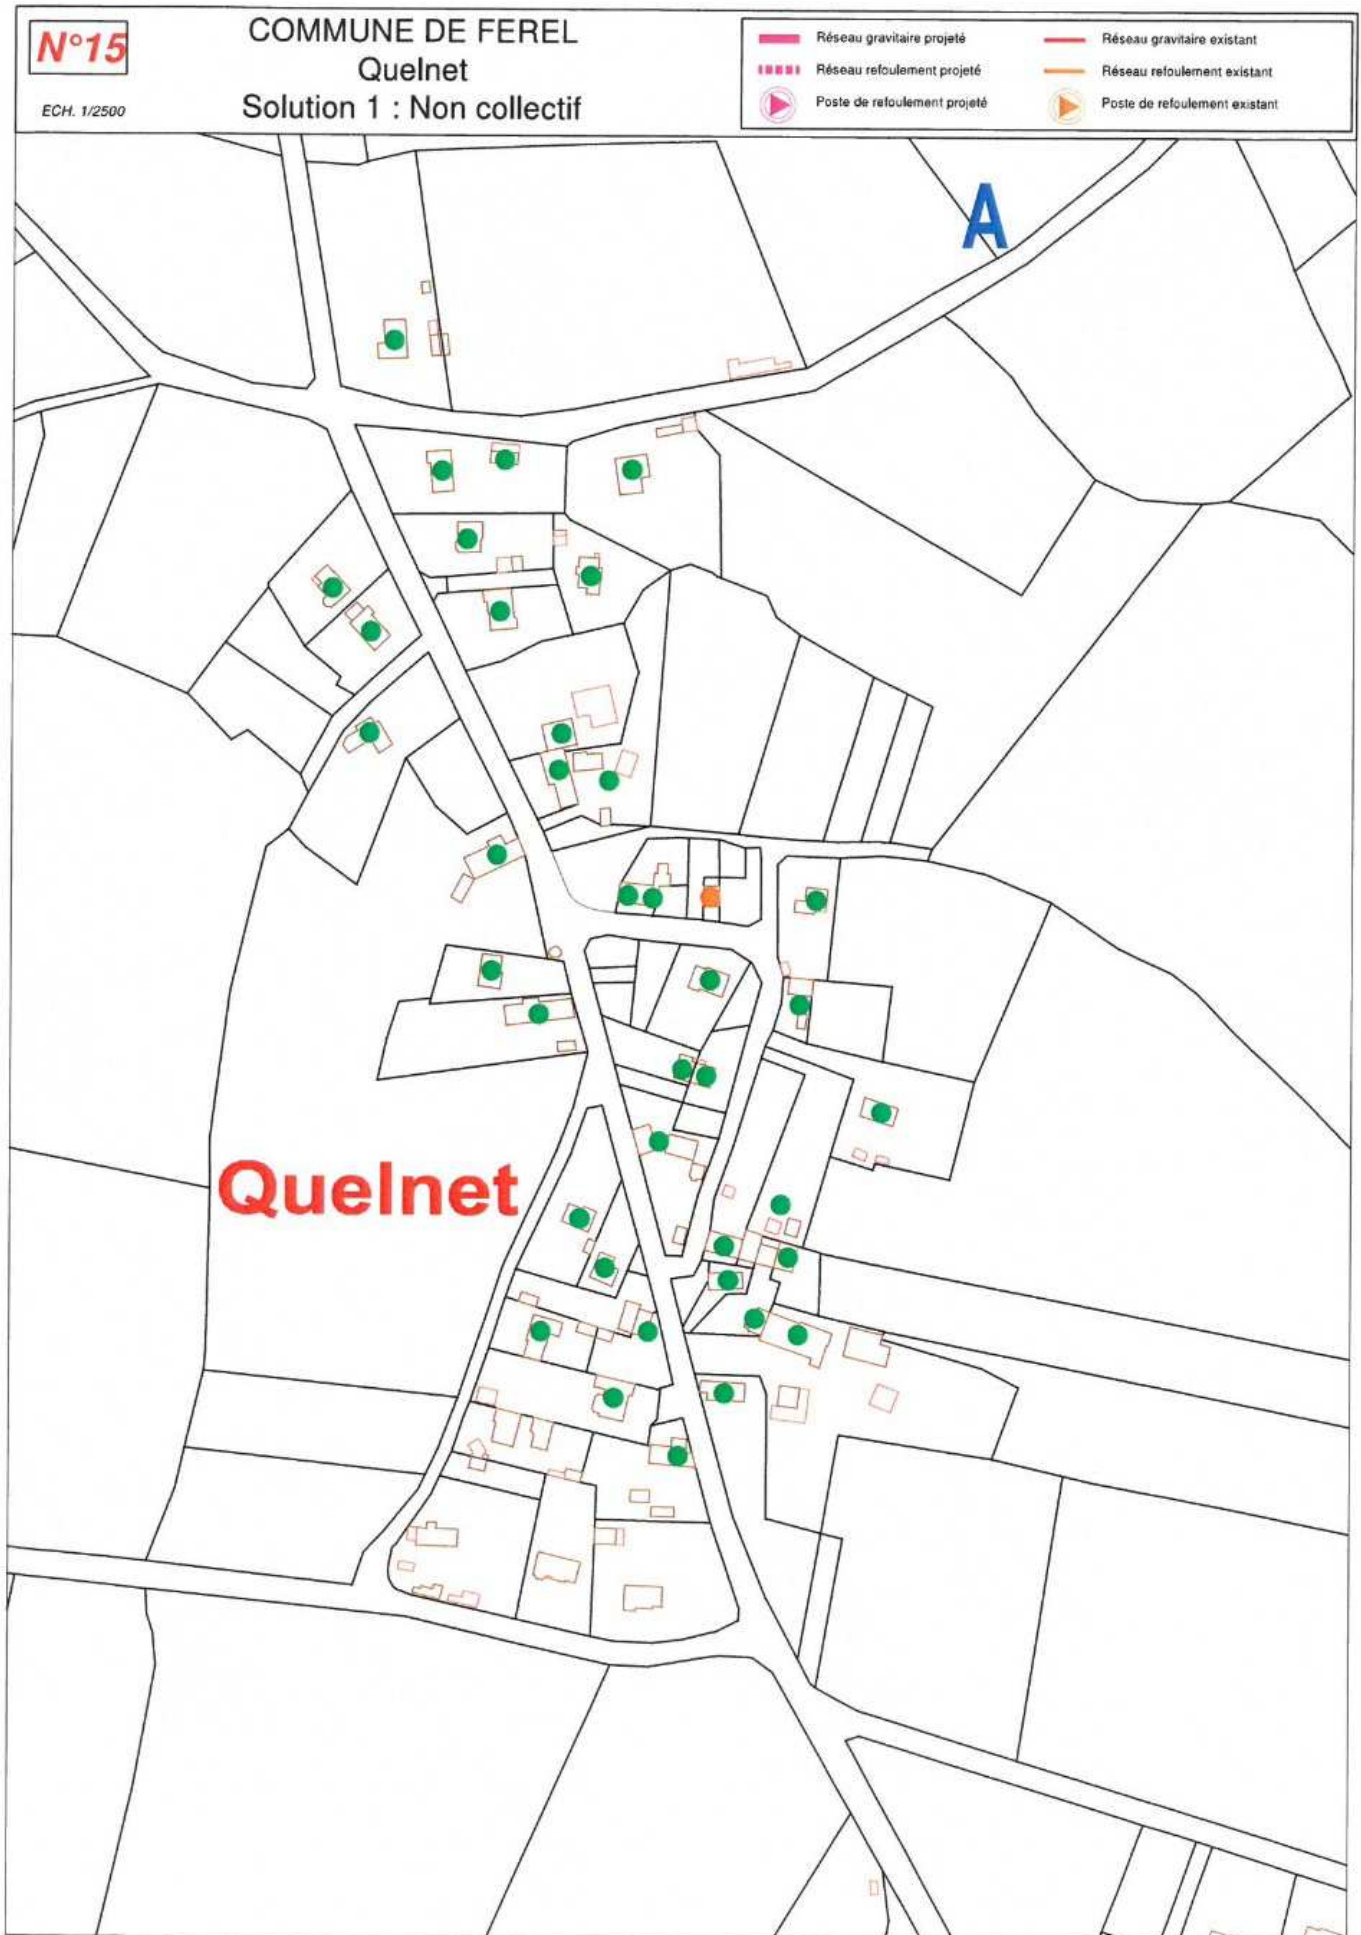 N°15
ECH. 1/2500
COMMUNE DE FEREL
Quelnet
Solution 1 : Non collectif
Réseau gravitaire projeté
Réseau refoulement projeté
Poste de refoulement projeté
Réseau gravitaire existant
Réseau refoulement existant
Poste de refoulement existant
A
Quelnet